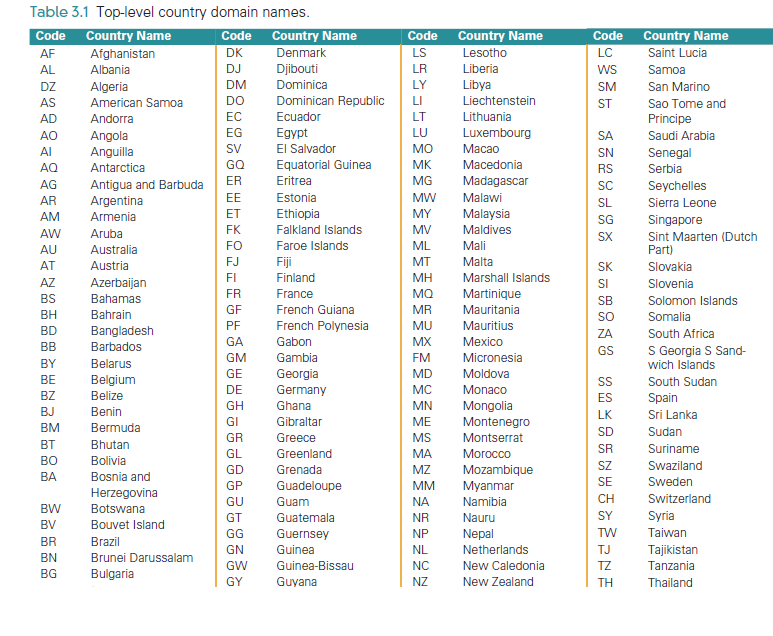 Table 3.1 Top-level country domain names.
Code Country Name
AF Afghanistan
AL Albania
DZ Algeria
AS American Samoa
AD Andorra
AO Angola
AI Anguilla
AQ Antarctica
AG Antigua and Barbuda
AR Argentina
AM Armenia
AW Aruba
AU Australia
AT Austria
AZ Azerbaijan
BS Bahamas
BH Bahrain
BD Bangladesh
BB Barbados
BY Belarus
BE Belgium
BZ Belize
BJ Benin
BM Bermuda
BT Bhutan
BO Bolivia
BA Bosnia and
Herzegovina
BW Botswana
BV Bouvet Island
BR Brazil
BN Brunei Darussalam
BG Bulgaria
Code Country Name
DK Denmark
DJ Djibouti
DM Dominica
DO Dominican Republic
EC Ecuador
EG Egypt
SV El Salvador
GQ Equatorial Guinea
ER Eritrea
EE Estonia
ET Ethiopia
FK Falkland Islands
FO Faroe Islands
FJ Fiji
FI Finland
FR France
GF French Guiana
PF French Polynesia
GA Gabon
GM Gambia
GE Georgia
DE Germany
GH Ghana
GI Gibraltar
GR Greece
GL Greenland
GD Grenada
GP Guadeloupe
GU Guam
GT Guatemala
GG Guernsey
GN Guinea
GW Guinea-Bissau
GY Guyana
Code Country Name
LS Lesotho
LR Liberia
LY Libya
LI Liechtenstein
LT Lithuania
LU Luxembourg
MO Macao
MK Macedonia
MG Madagascar
MW Malawi
MY Malaysia
MV Maldives
ML Mali
MT Malta
MH Marshall Islands
MQ Martinique
MR Mauritania
MU Mauritius
MX Mexico
FM Micronesia
MD Moldova
MC Monaco
MN Mongolia
ME Montenegro
MS Montserrat
MA Morocco
MZ Mozambique
MM Myanmar
NA Namibia
NR Nauru
NP Nepal
NL Netherlands
NC New Caledonia
NZ New Zealand
Code Country Name
LC Saint Lucia
WS Samoa
SM San Marino
ST Sao Tome and
Principe
SA Saudi Arabia
SN Senegal
RS Serbia
SC Seychelles
SL Sierra Leone
SG Singapore
SX Sint Maarten (Dutch
Part)
SK Slovakia
SI Slovenia
SB Solomon Islands
SO Somalia
ZA South Africa
GS S Georgia S Sand-
wich Islands
SS South Sudan
ES Spain
LK Sri Lanka
SD Sudan
SR Suriname
SZ Swaziland
SE Sweden
CH Switzerland
SY Syria
TW Taiwan
TJ Tajikistan
TZ Tanzania
TH Thailand